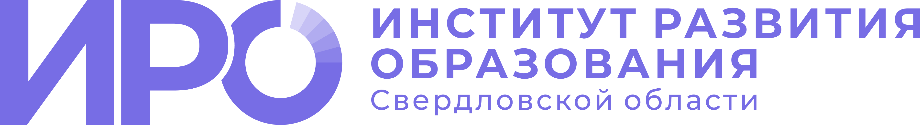 ИРО
ИНСТИТУТ РАЗВИТИЯ
ОБРАЗОВАНИЯ
Свердловской области